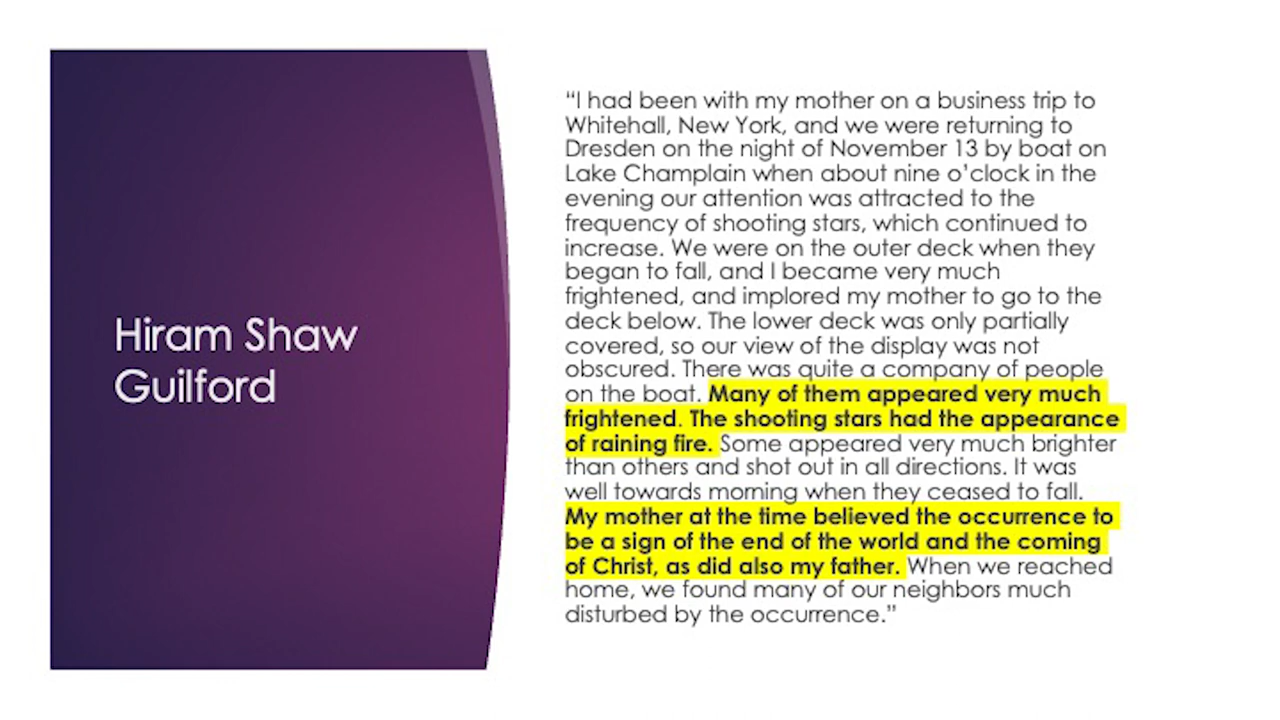 Hiram Shaw
Guilford
“I had been with my mother on a business trip to
Whitehall, New York, and we were returning to
Dresden on the night of November 13 by boat on
Lake Champlain when about nine o’clock in the
evening our attention was attracted to the
frequency of shooting stars, which continued to
increase. We were on the outer deck when they
began to fall, and I became very much
frightened, and implored my mother to go to the
deck below. The lower deck was only partially
covered, so our view of the display was not
obscured. There was quite a company of people
on the boat. Many of them appeared very much
frightened. The shooting stars had the appearance
of raining fire. Some appeared very much brighter
than others and shot out in all directions. It was
well towards morning when they ceased to fall.
My mother at the time believed the occurrence to
be a sign of the end of the world and the coming
of Christ, as did also my father. When we reached
home, we found many of our neighbors much
disturbed by the occurrence.”